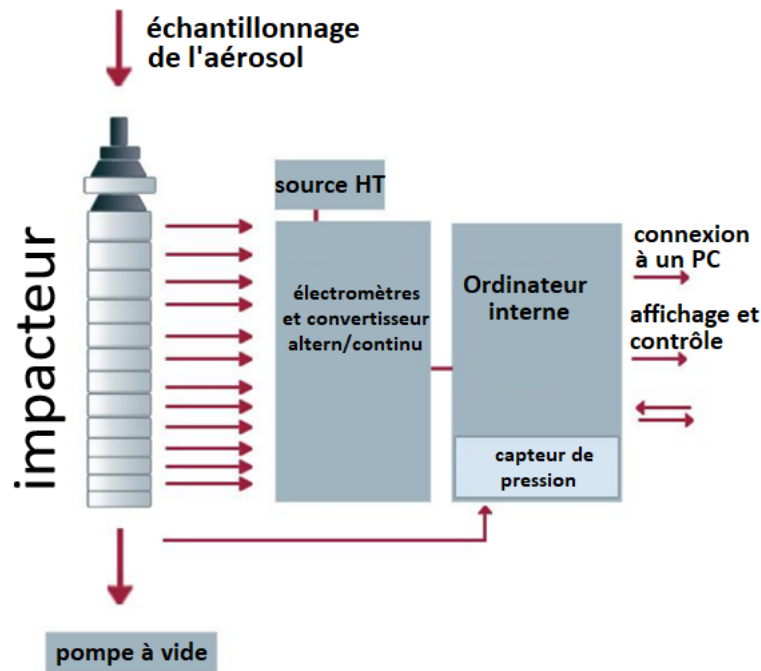 échantillonnage
de l'aérosol
impacteur
source HT
électromètres
et convertisseur
altern/continu
Ordinateur
interne
capteur de
pression
connexion
à un PC
affichage et
contrôle
pompe à vide